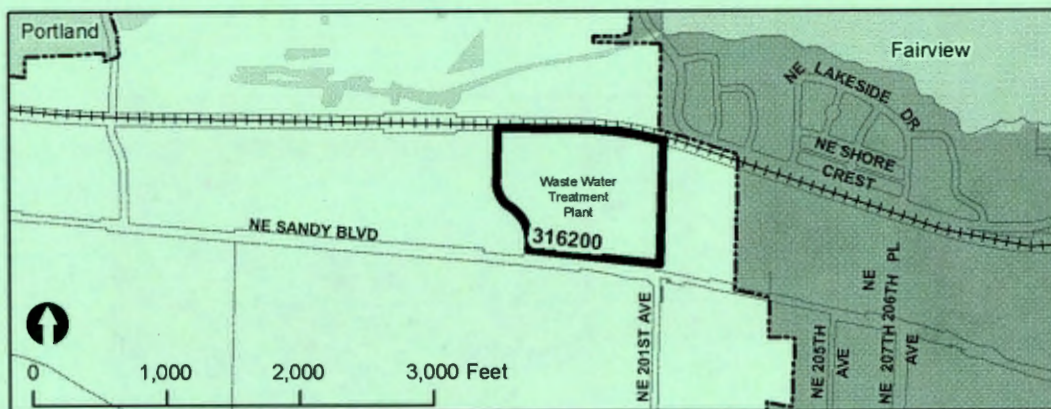 Portland
Fairview
NE LAKESIDE DR
NE SHORE
CREST
Waste Water
Treatment
Plant
316200
NE SANDY BLVD
NE 201ST AVE
NE 205TH
AVE
NE
206TH PL
NE 207TH
AVE
0 1,000 2,000 3,000 Feet